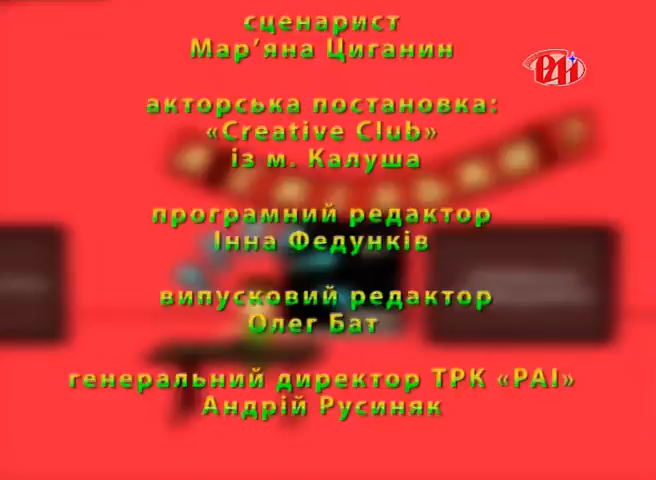 сценарист
Мар’яна Циганин
РАІ
акторська постановка:
«Creative Club»
із м. Калуша
програмний редактор
Інна Федунків
випусковий редактор
Олег Бат
генеральний директор ТРК «РАІ»
Андрій Русиняк